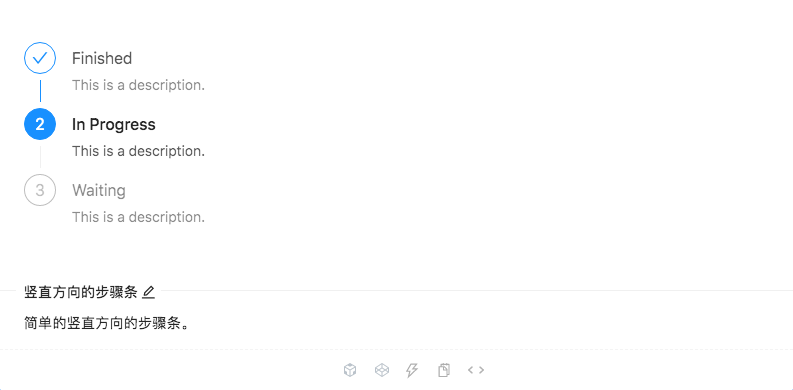 Finished
This is a description.
2
In Progress
This is a description.
3
Waiting
This is a description.
竖直方向的步骤条
简单的竖直方向的步骤条。